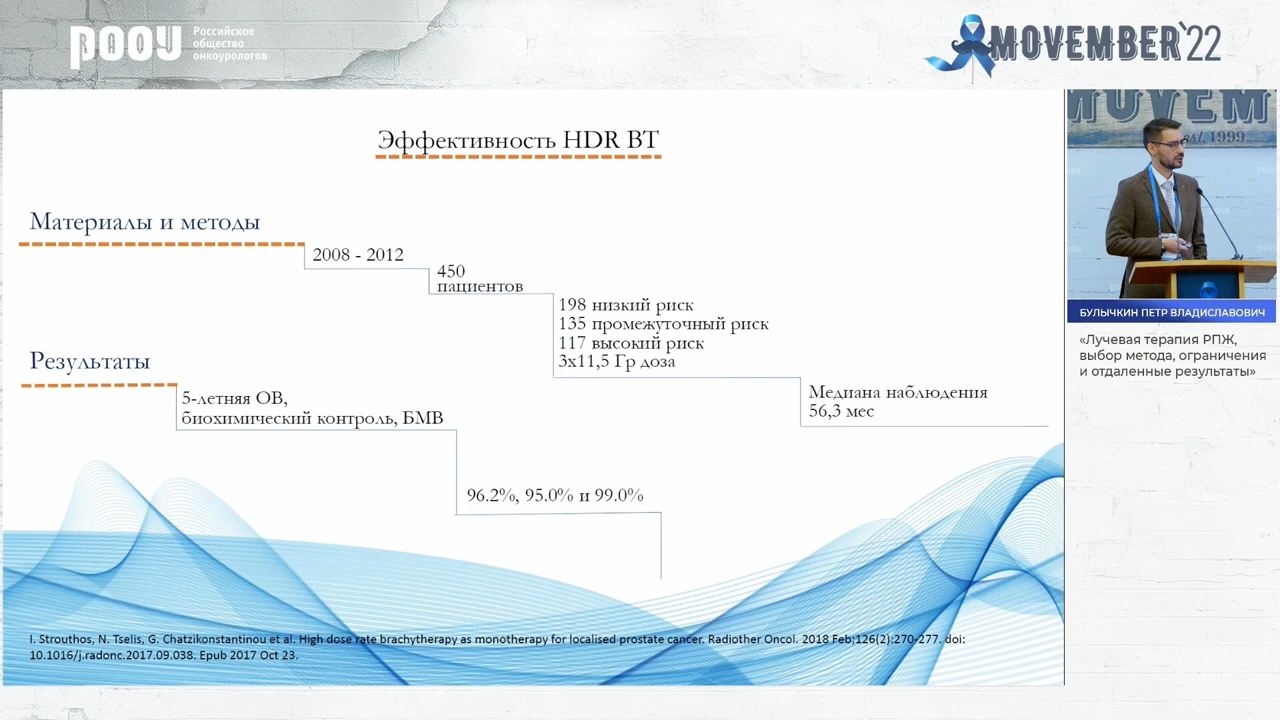 РООУ
Российское
общество
онкоурологов
MOVEMBER'22
Эффективность HDR BT
Материалы и методы
2008 - 2012
450
пациентов
198 низкий риск
135 промежуточный риск
117 высокий риск
3x11,5 Гр доза
Медиана наблюдения
56,3 мес
Результаты
5-летняя ОВ,
биохимический контроль, БМВ
96.2%, 95.0% и 99.0%
I. Strouthos, N. Tselis, G. Chatzikonstantinou et al. High dose rate brachytherapy as monotherapy for localised prostate cancer. Radiother Oncol. 2018 Feb;126(2):270-277. doi:
10.1016/j.radonc.2017.09.038. Epub 2017 Oct 23.
MOVEM
est. 1999
БУЛЫЧКИН ПЕТР ВЛАДИСЛАВОВИЧ
«Лучевая терапия РПЖ,
выбор метода, ограничения
и отдаленные результаты»